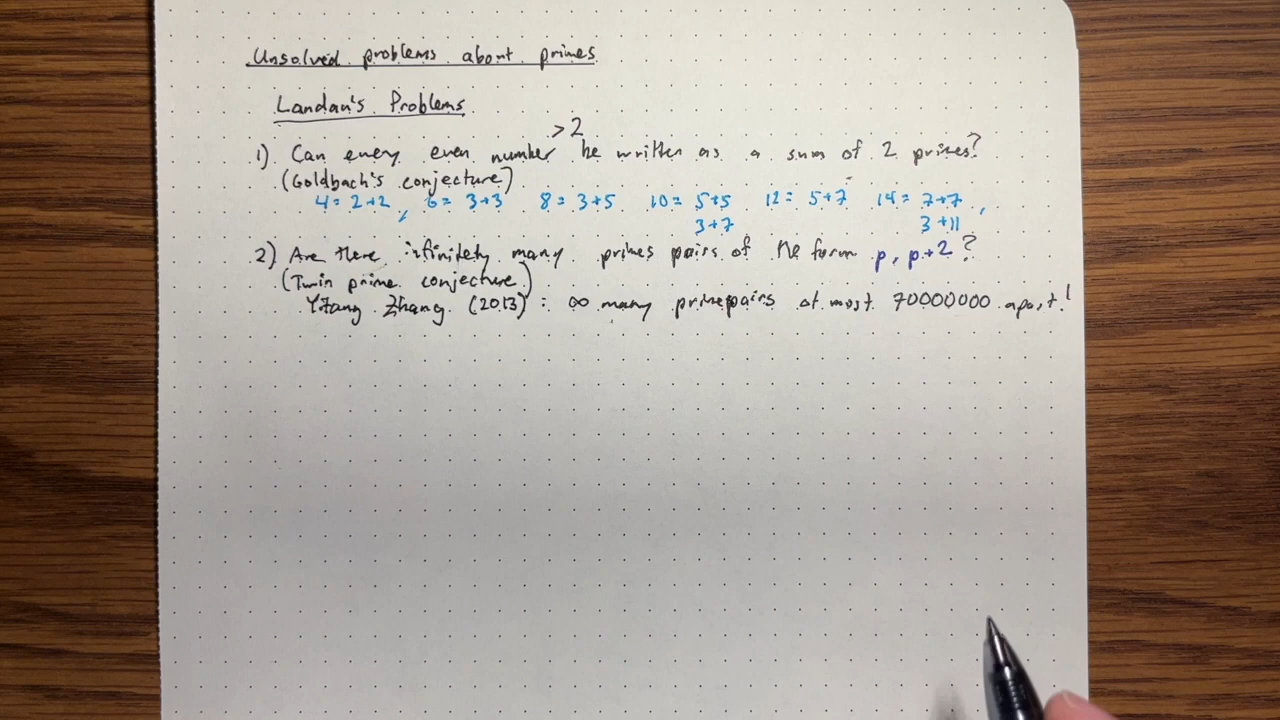 Unsolved problems about primes
Landau's Problems
> 2
1) Can every even number be written as a sum of 2 primes?
(Goldbach's conjecture)
4 = 2+2, 6 = 3+3 8 = 3+5 10 = 5+5 12 = 5+7 14 = 7+7,
3+7 3+11
2) Are there infinitely many primes pairs of the form p, p+2?
(Twin prime conjecture)
Yitang Zhang (2013): ∞ many prime pairs at most 70000000 apart!